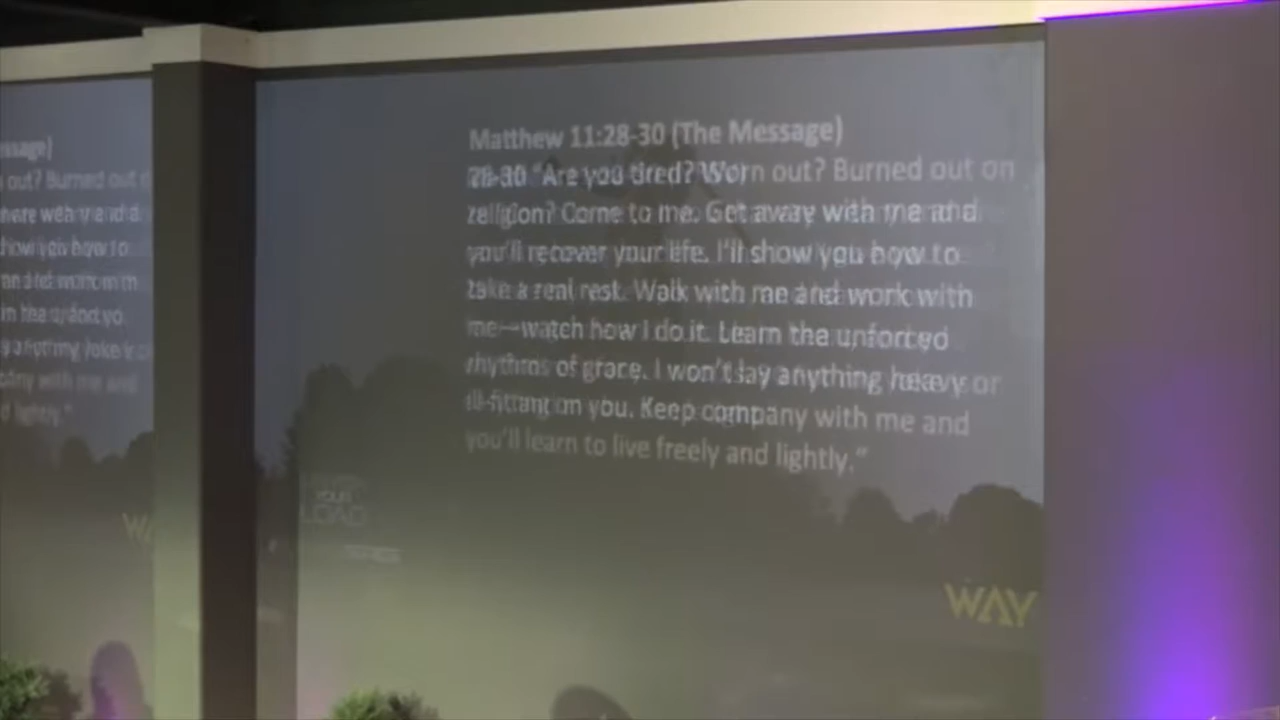 Matthew 11:28-30 (The Message)
28-30 "Are you tired? Worn out? Burned out on
religion? Come to me. Get away with me and
you'll recover your life. I'll show you how to
take a real rest. Walk with me and work with
me—watch how I do it. Learn the unforced
rhythms of grace. I won't lay anything heavy or
ill-fitting on you. Keep company with me and
you'll learn to live freely and lightly."
YOUR
LOAD
WAY